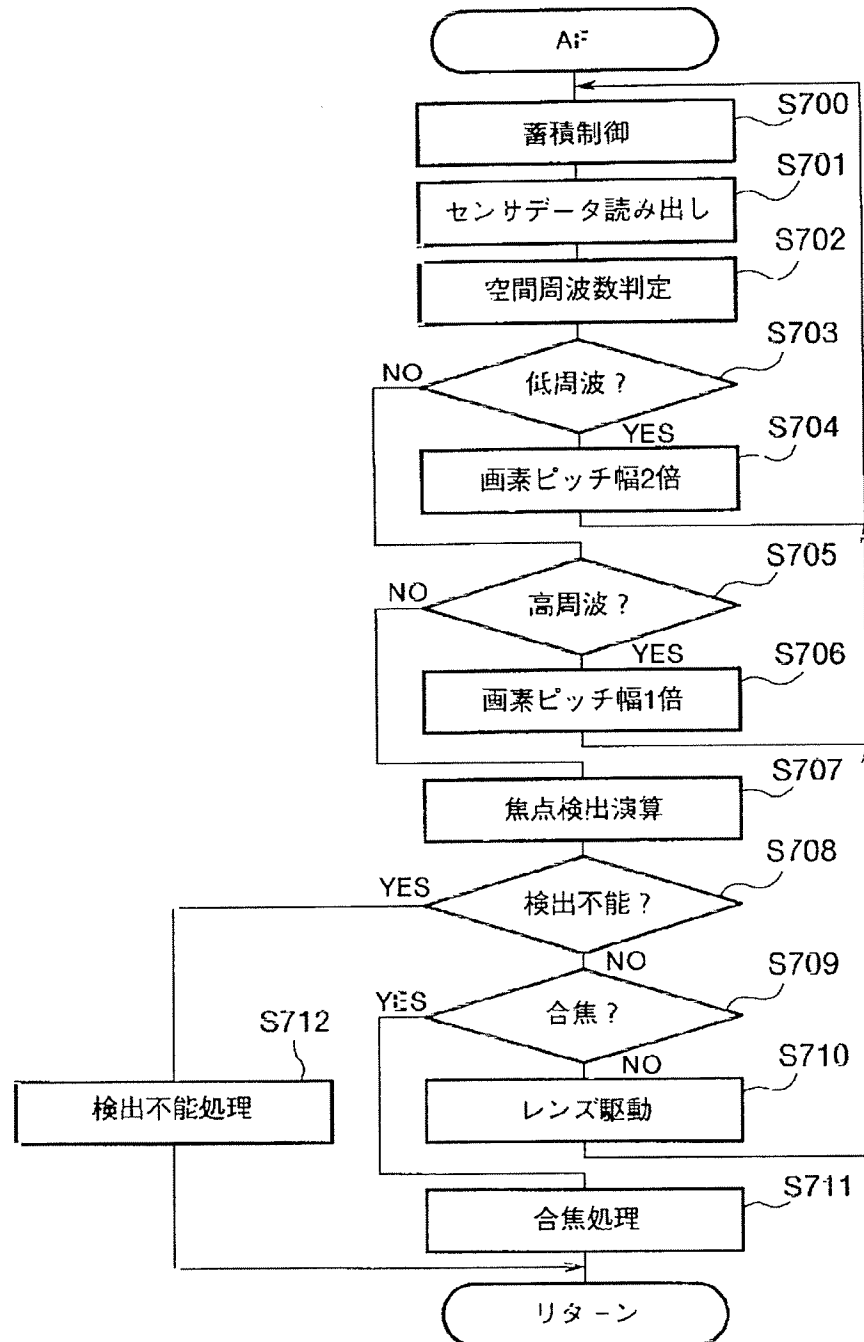 AF
S700
蓄積制御
S701
センサデータ読み出し
S702
空間周波数判定
S703
NO
低周波?
YES
S704
画素ピッチ幅2倍
S705
NO
高周波?
YES
S706
画素ピッチ幅1倍
S707
焦点検出演算
S708
YES
検出不能?
NO
S709
YES
合焦?
S712
NO
S710
検出不能処理
レンズ駆動
S711
合焦処理
リターン